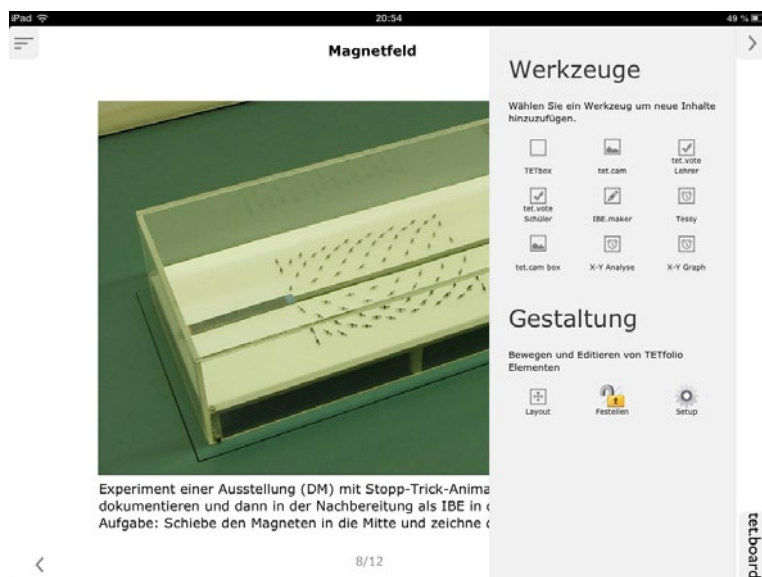 iPad 20:54 49 %
Magnetfeld
Werkzeuge
Wählen Sie ein Werkzeug um neue Inhalte
hinzuzufügen.
TETbox
tet.cam
tet.vote
Lehrer
tet.vote
Schüler
IBE.maker
Tessy
tet.cam box
X-Y Analyse
X-Y Graph
Gestaltung
Bewegen und Editieren von TETfolio
Elementen
Layout
Festellen
Setup
Experiment einer Ausstellung (DM) mit Stopp-Trick-Anima
dokumentieren und dann in der Nachbereitung als IBE in
Aufgabe: Schiebe den Magneten in die Mitte und zeichne
8/12
tet.board